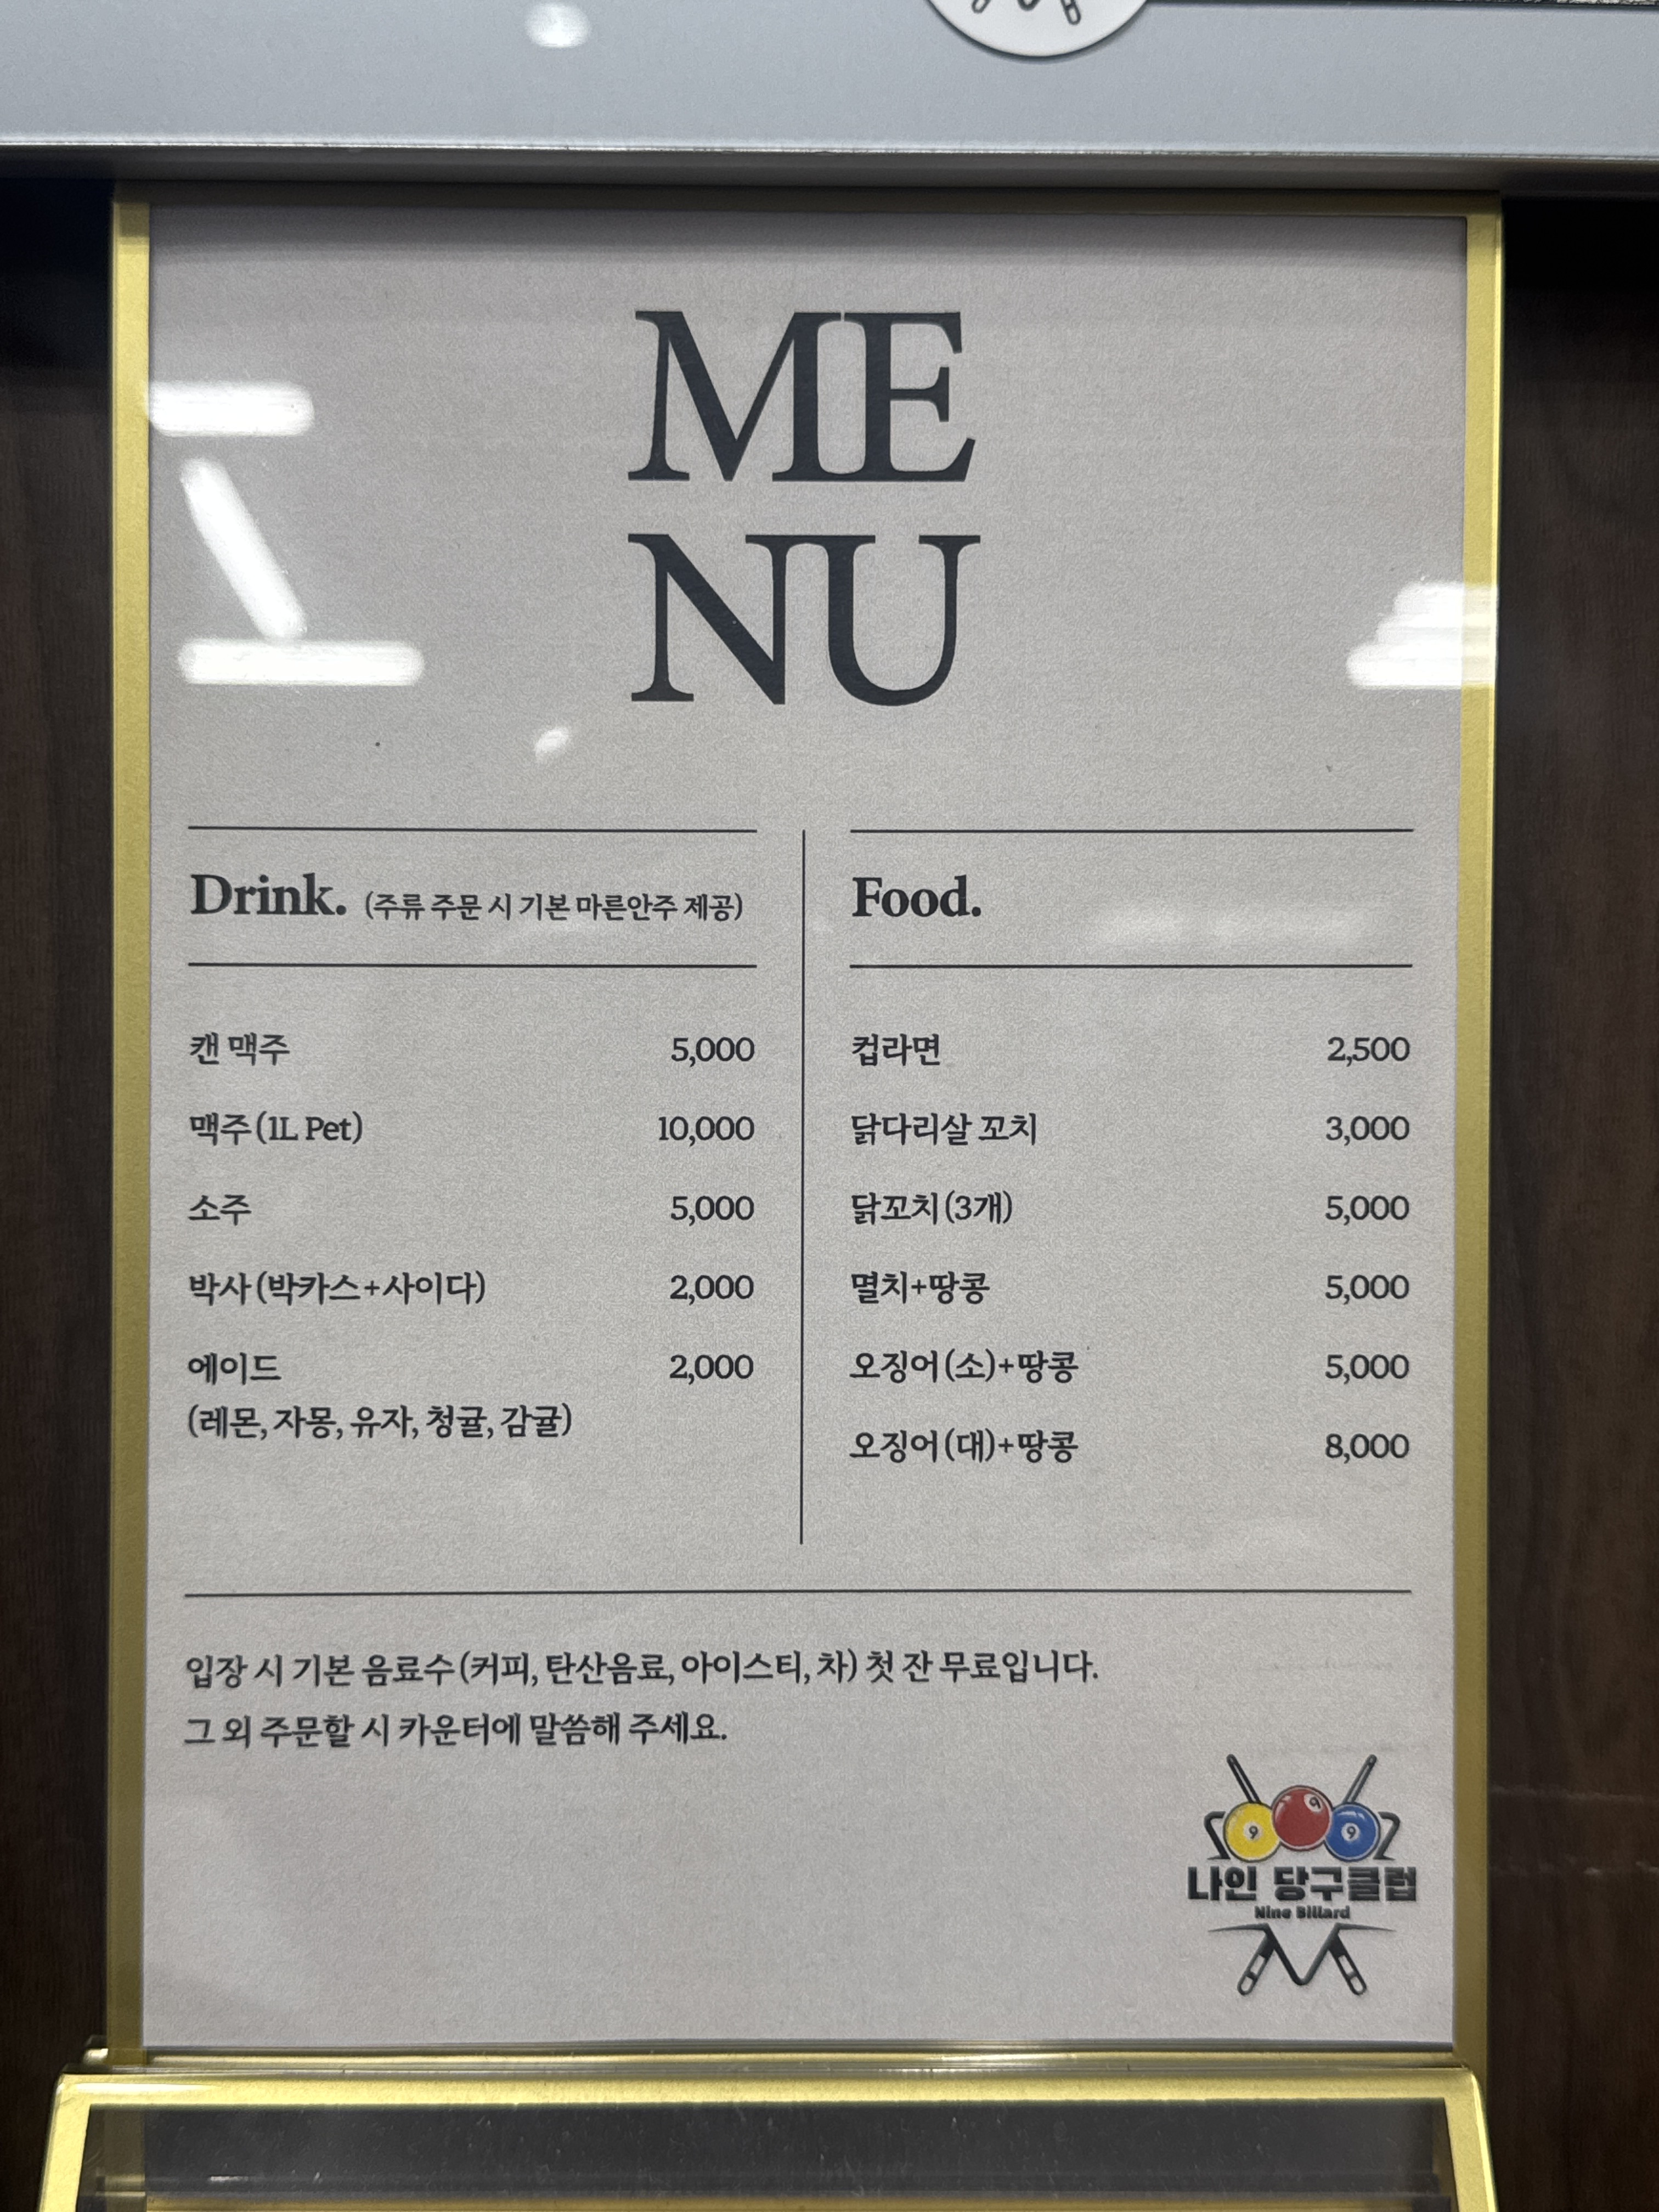 ME
NU
Drink. (주류 주문 시 기본 마른안주 제공)
캔 맥주 5,000
맥주 (1L Pet) 10,000
소주 5,000
박사 (박카스+사이다) 2,000
에이드 2,000
(레몬, 자몽, 유자, 청귤, 감귤)
Food.
컵라면 2,500
닭다리살 꼬치 3,000
닭꼬치 (3개) 5,000
멸치+땅콩 5,000
오징어 (소)+땅콩 5,000
오징어 (대)+땅콩 8,000
입장 시 기본 음료수 (커피, 탄산음료, 아이스티, 차) 첫 잔 무료입니다.
그 외 주문할 시 카운터에 말씀해 주세요.
9 9 9
나인 당구클럽
Nine Billard